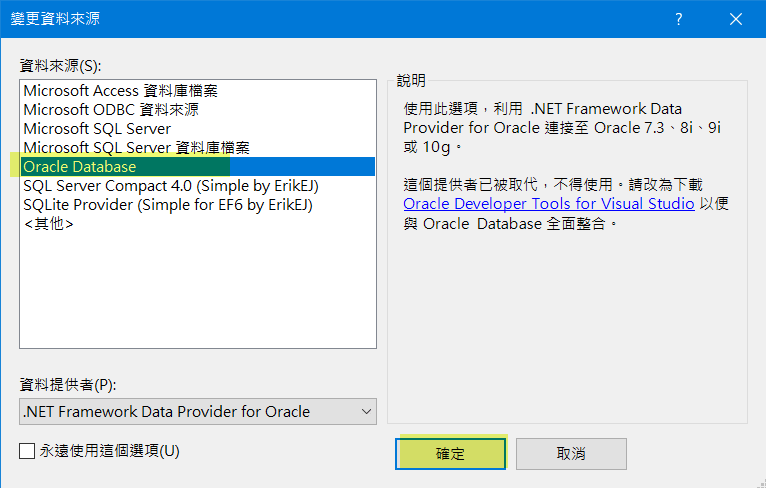 變更資料來源
?
資料來源(S):
Microsoft Access 資料庫檔案
Microsoft ODBC 資料來源
Microsoft SQL Server
Microsoft SQL Server 資料庫檔案
Oracle Database
SQL Server Compact 4.0 (Simple by ErikEJ)
SQLite Provider (Simple for EF6 by ErikEJ)
<其他>
說明
使用此選項，利用 .NET Framework Data
Provider for Oracle 連接至 Oracle 7.3、8i、9i
或 10g。
這個提供者已被取代，不得使用。請改為下載
Oracle Developer Tools for Visual Studio 以便
與 Oracle Database 全面整合。
資料提供者(P):
.NET Framework Data Provider for Oracle
永遠使用這個選項(U)
確定
取消